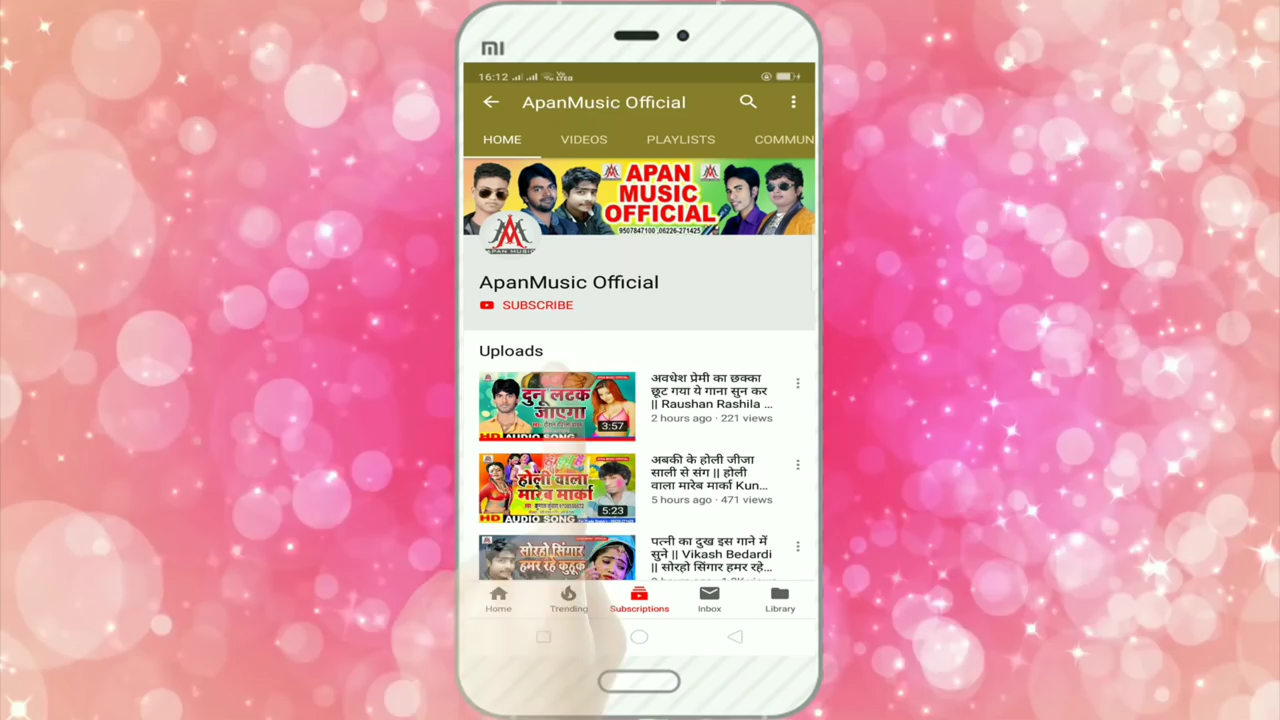 mi
16:12
ApanMusic Official
HOME VIDEOS PLAYLISTS COMMUN
APAN
MUSIC
OFFICIAL
9507847100 ,06226-271425
APAN MUSIC
ApanMusic Official
SUBSCRIBE
Uploads
दुनू लटक
जाएगा
3:57
HD AUDIO SONG
अवधेश प्रेमी का छक्का
छूट गया ये गाना सुन कर
|| Raushan Rashila ...
2 hours ago · 221 views
होली वाला
मारेब मार्का
5:23
HD AUDIO SONG
अबकी के होली जीजा
साली से संग || होली
वाला मारेब मार्का Kun...
5 hours ago · 471 views
सोरहो सिंगार
हमर रहे कुहूक
पत्नी का दुख इस गाने में
सुने || Vikash Bedardi
|| सोरहो सिंगार हमर रहे...
Home Trending Subscriptions Inbox Library